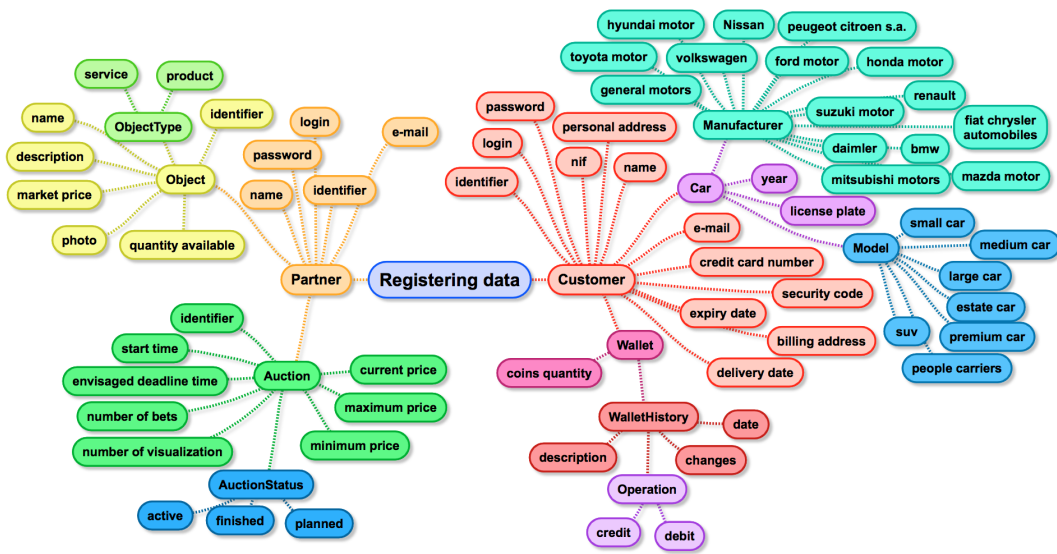 hyundai motor
Nissan
peugeot citroen s.a.
toyota motor
volkswagen
ford motor
honda motor
general motors
suzuki motor
renault
Manufacturer
fiat chrysler
automobiles
daimler
bmw
mitsubishi motors
mazda motor
service
product
name
ObjectType
identifier
description
Object
market price
photo
quantity available
login
e-mail
password
name
identifier
Partner
Registering data
Customer
password
personal address
login
nif
name
identifier
Car
year
license plate
Model
small car
medium car
large car
estate car
premium car
suv
people carriers
e-mail
credit card number
security code
expiry date
billing address
delivery date
Wallet
coins quantity
WalletHistory
date
description
changes
Operation
credit
debit
identifier
start time
Auction
current price
envisaged deadline time
maximum price
number of bets
minimum price
number of visualization
AuctionStatus
active
finished
planned